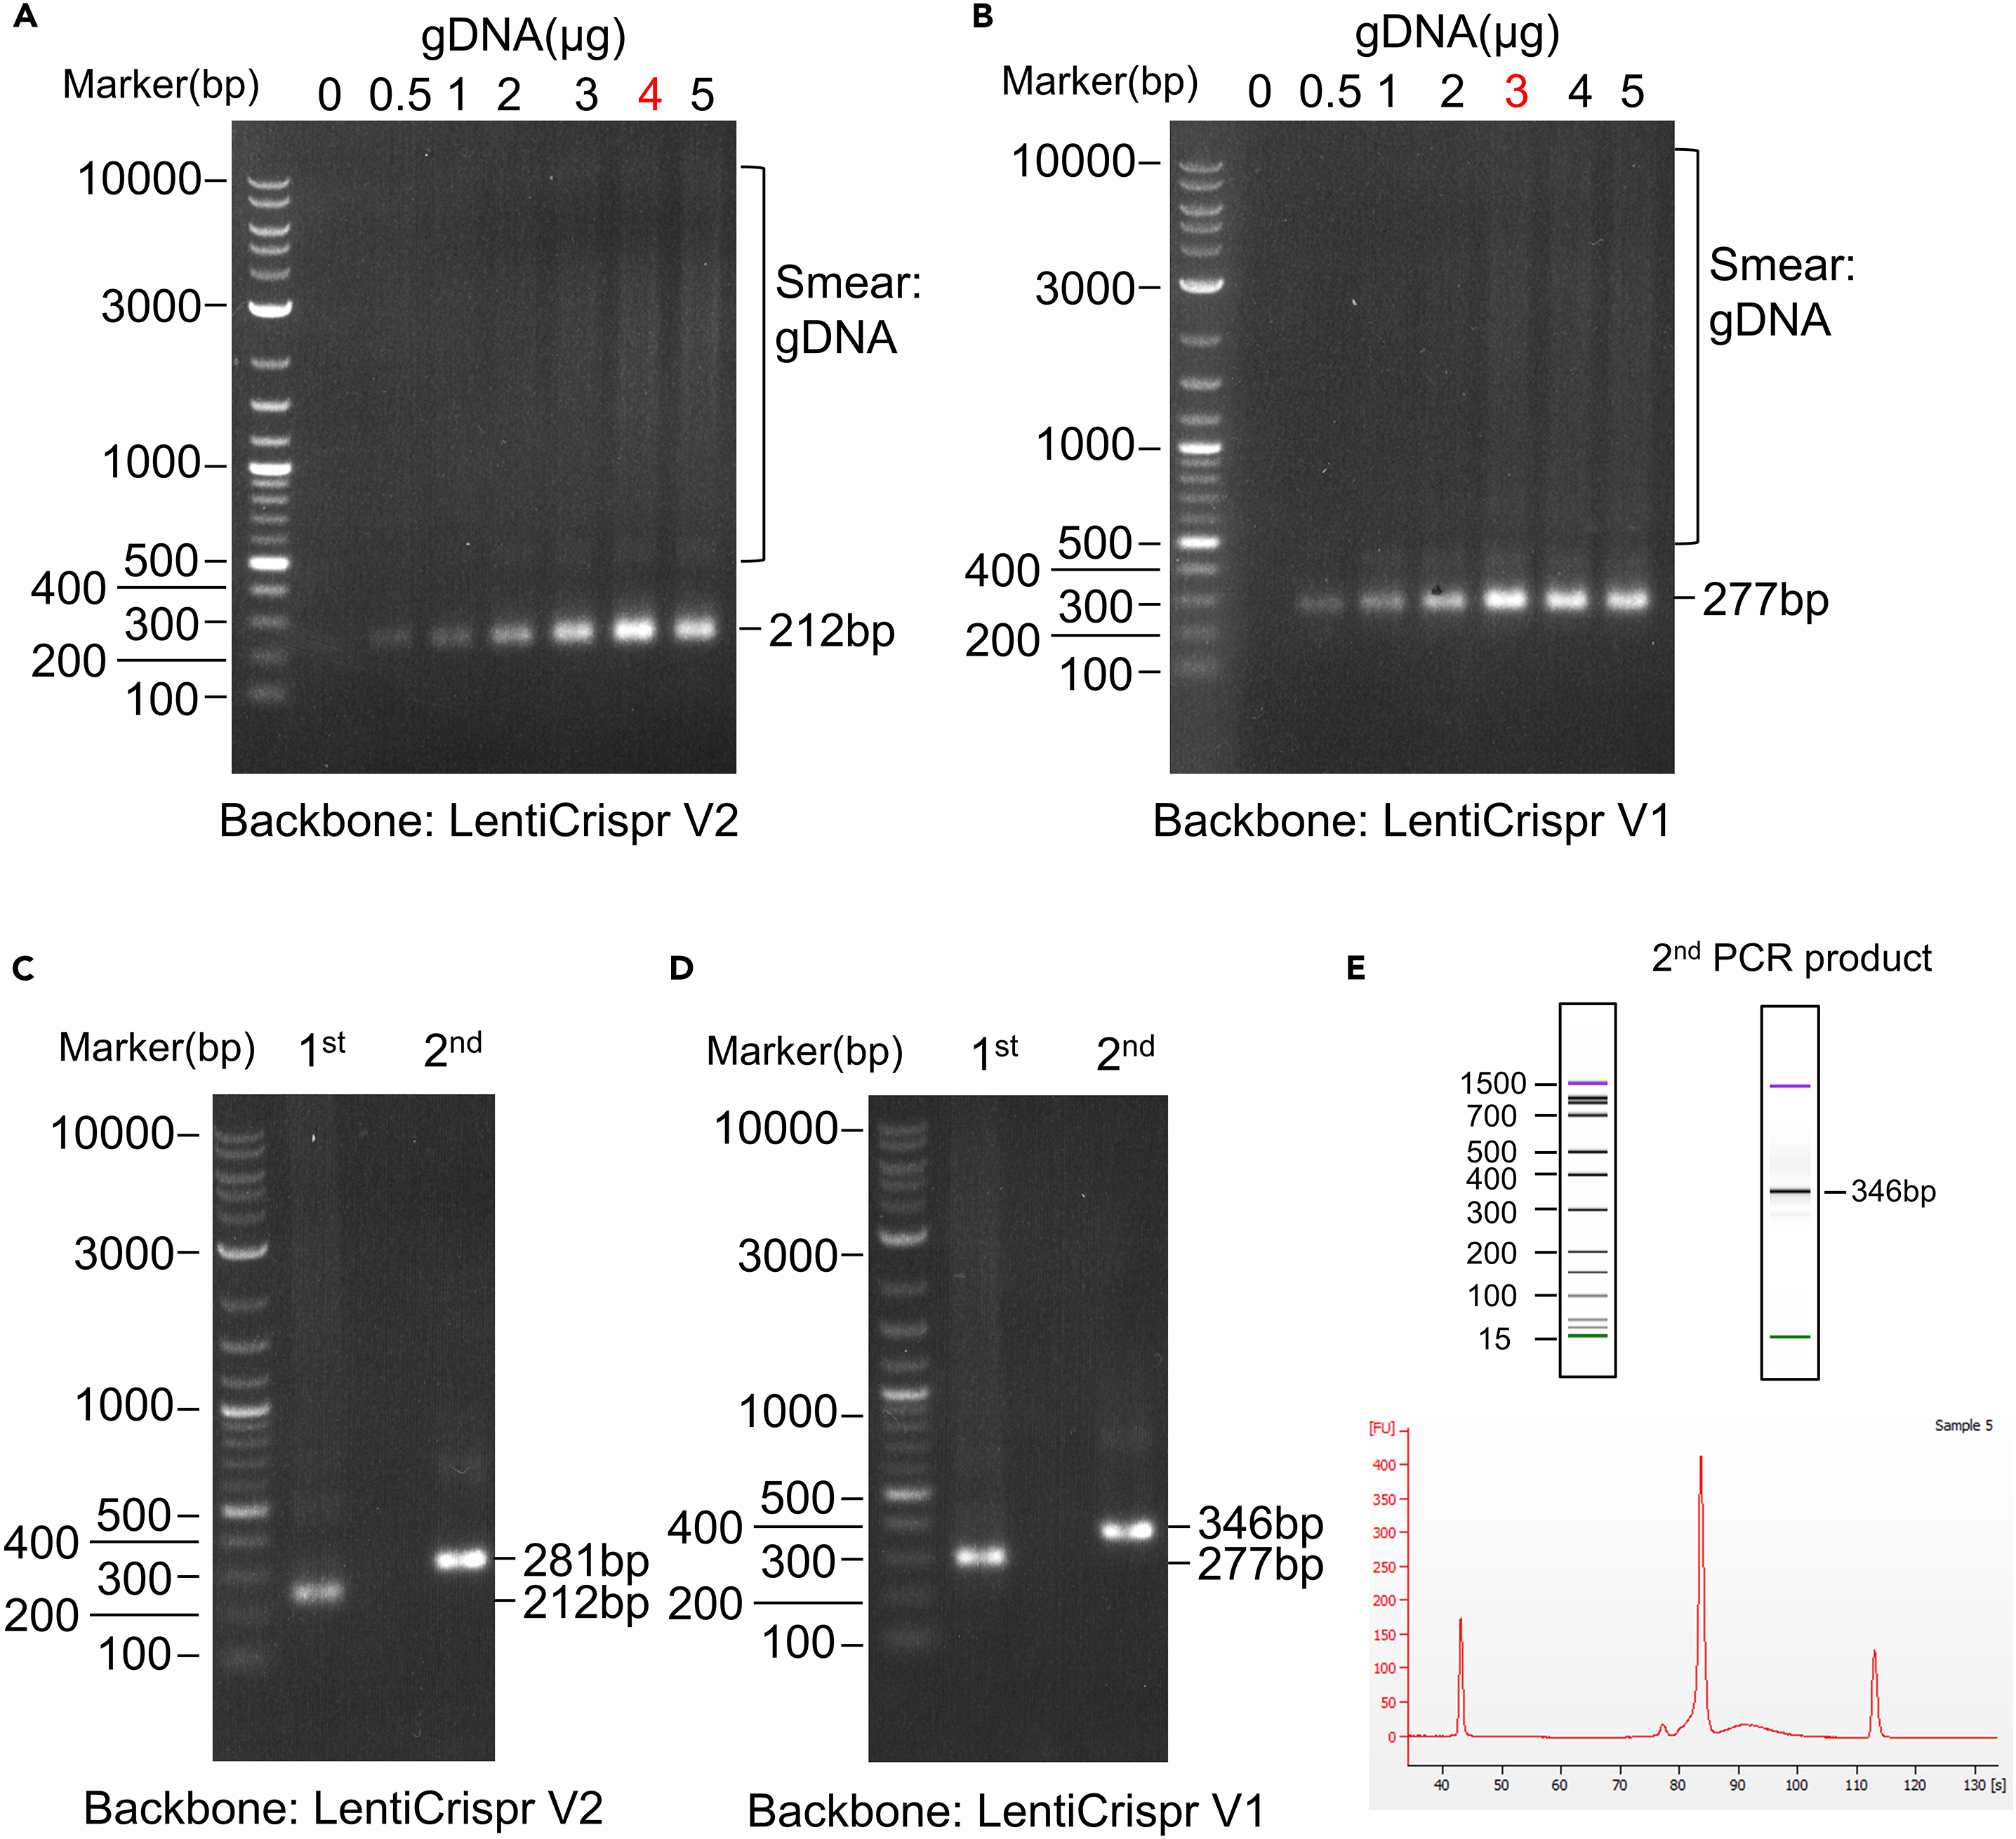 A
gDNA(µg)
Marker(bp) 0 0.5 1 2 3 4 5
10000
3000
1000
500
400
300
200
100
Smear:
gDNA
212bp
Backbone: LentiCrispr V2
B
gDNA(µg)
Marker(bp) 0 0.5 1 2 3 4 5
10000
3000
1000
500
400
300
200
100
Smear:
gDNA
277bp
Backbone: LentiCrispr V1
C
Marker(bp) 1st 2nd
10000
3000
1000
500
400
300
200
100
281bp
212bp
Backbone: LentiCrispr V2
D
Marker(bp) 1st 2nd
10000
3000
1000
500
400
300
200
100
346bp
277bp
Backbone: LentiCrispr V1
E
2nd PCR product
1500
700
500
400
300
200
100
15
346bp
[FU]
Sample 5
400
350
300
250
200
150
100
50
0
40 50 60 70 80 90 100 110 120 130 [s]